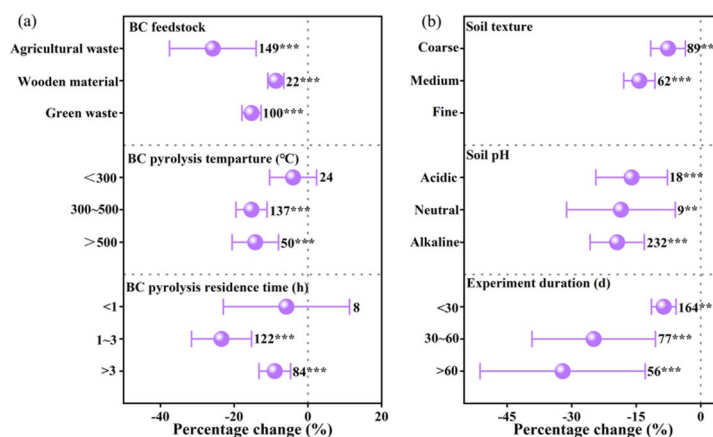 (a)
BC feedstock
Agricultural waste
149***
Wooden material
22***
Green waste
100***
BC pyrolysis temparture (℃)
＜300
24
300~500
137***
＞500
50***
BC pyrolysis residence time (h)
<1
8
1~3
122***
>3
84***
-40 -20 0 20
Percentage change (%)
(b)
Soil texture
Coarse
89**
Medium
62***
Fine
Soil pH
Acidic
18***
Neutral
9**
Alkaline
232***
Experiment duration (d)
<30
164**
30~60
77***
>60
56***
-45 -30 -15 0
Percentage change (%)